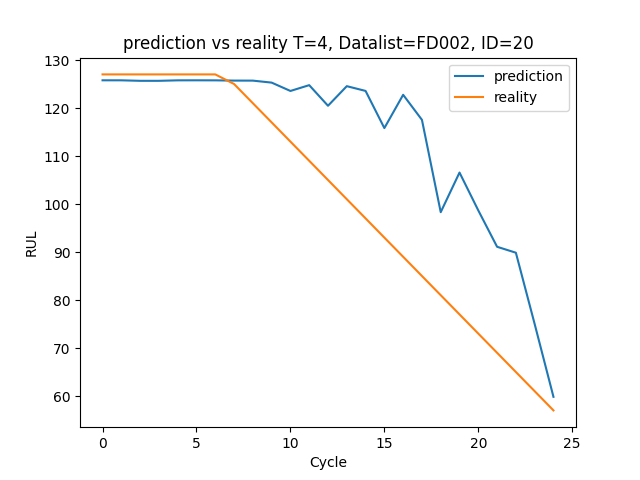 prediction vs reality T=4, Datalist=FD002, ID=20
prediction
reality
130
120
110
100
90
80
70
60
RUL
0 5 10 15 20 25
Cycle